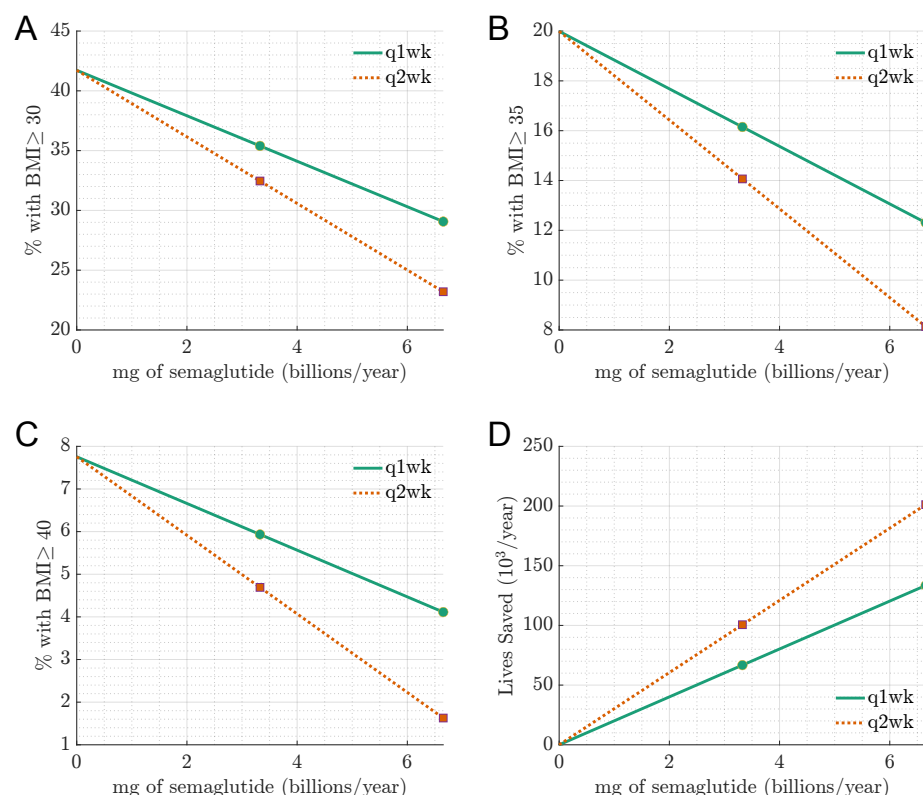 A
% with BMI≥ 30
45
40
35
30
25
20
q1wk
q2wk
0 2 4 6
mg of semaglutide (billions/year)
B
% with BMI≥ 35
20
18
16
14
12
10
8
q1wk
q2wk
0 2 4 6
mg of semaglutide (billions/year)
C
% with BMI≥ 40
8
7
6
5
4
3
2
1
q1wk
q2wk
0 2 4 6
mg of semaglutide (billions/year)
D
Lives Saved (10³/year)
250
200
150
100
50
0
q1wk
q2wk
0 2 4 6
mg of semaglutide (billions/year)